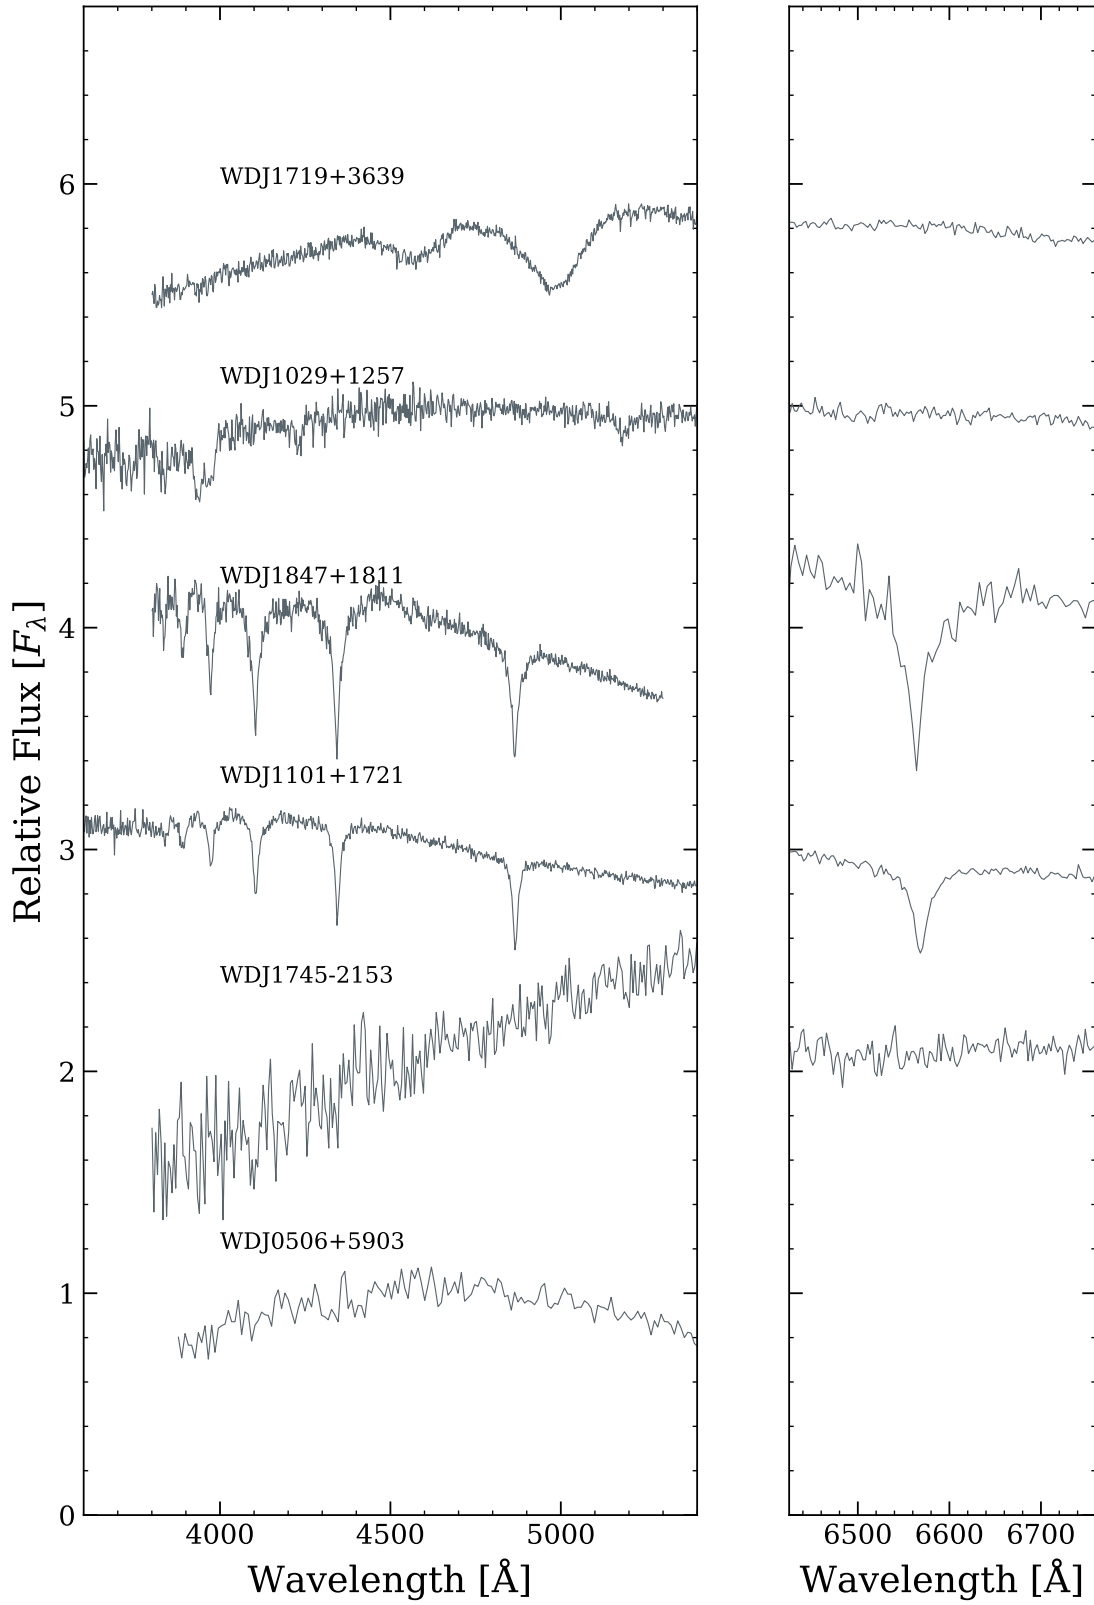 WDJ1719+3639
6
WDJ1029+1257
5
WDJ1847+1811
4
WDJ1101+1721
3
WDJ1745-2153
2
WDJ0506+5903
1
0
Relative Flux [Fλ]
4000 4500 5000
6500 6600 6700
Wavelength [Å]
Wavelength [Å]